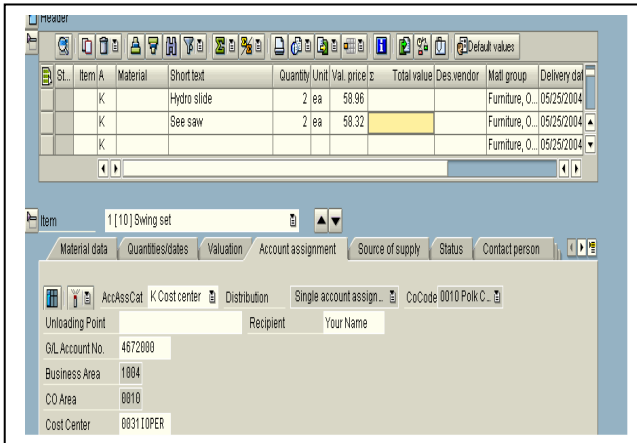 Header
Default values
St... Item A Material Short text Quantity Unit Val. price Σ Total value Des.vendor Matl group Delivery dat
K Hydro slide 2 ea 58.96 Furniture, O... 05/25/2004
K See saw 2 ea 58.32 Furniture, O... 05/25/2004
K Furniture, O... 05/25/2004
Item 1 [ 10 ] Swing set
Material data Quantities/dates Valuation Account assignment Source of supply Status Contact person
AccAssCat K Cost center Distribution Single account assign... CoCode 0010 Polk C...
Unloading Point Recipient Your Name
G/L Account No. 4672000
Business Area 1004
CO Area 0010
Cost Center 0031IOPER